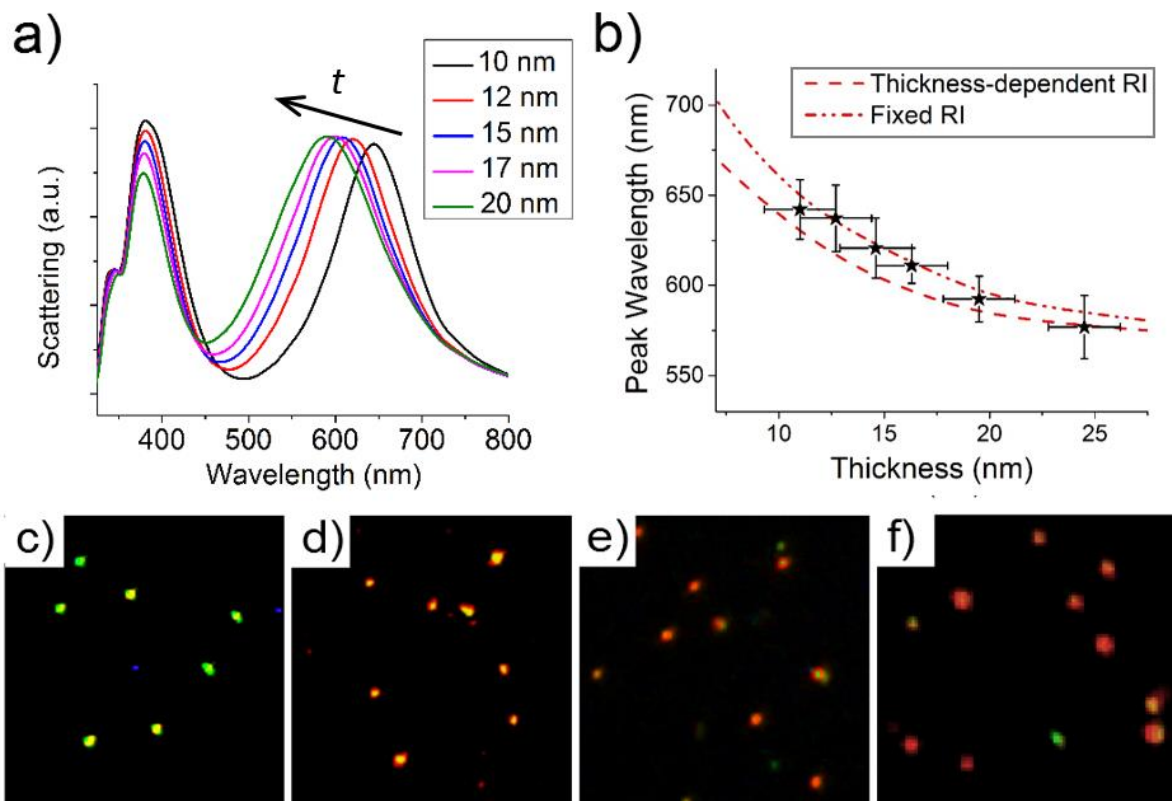 a)
t
10 nm
12 nm
15 nm
17 nm
20 nm
Scattering (a.u.)
400 500 600 700 800
Wavelength (nm)
b)
Thickness-dependent RI
Fixed RI
700
650
600
550
Peak Wavelength (nm)
10 15 20 25
Thickness (nm)
c)
d)
e)
f)